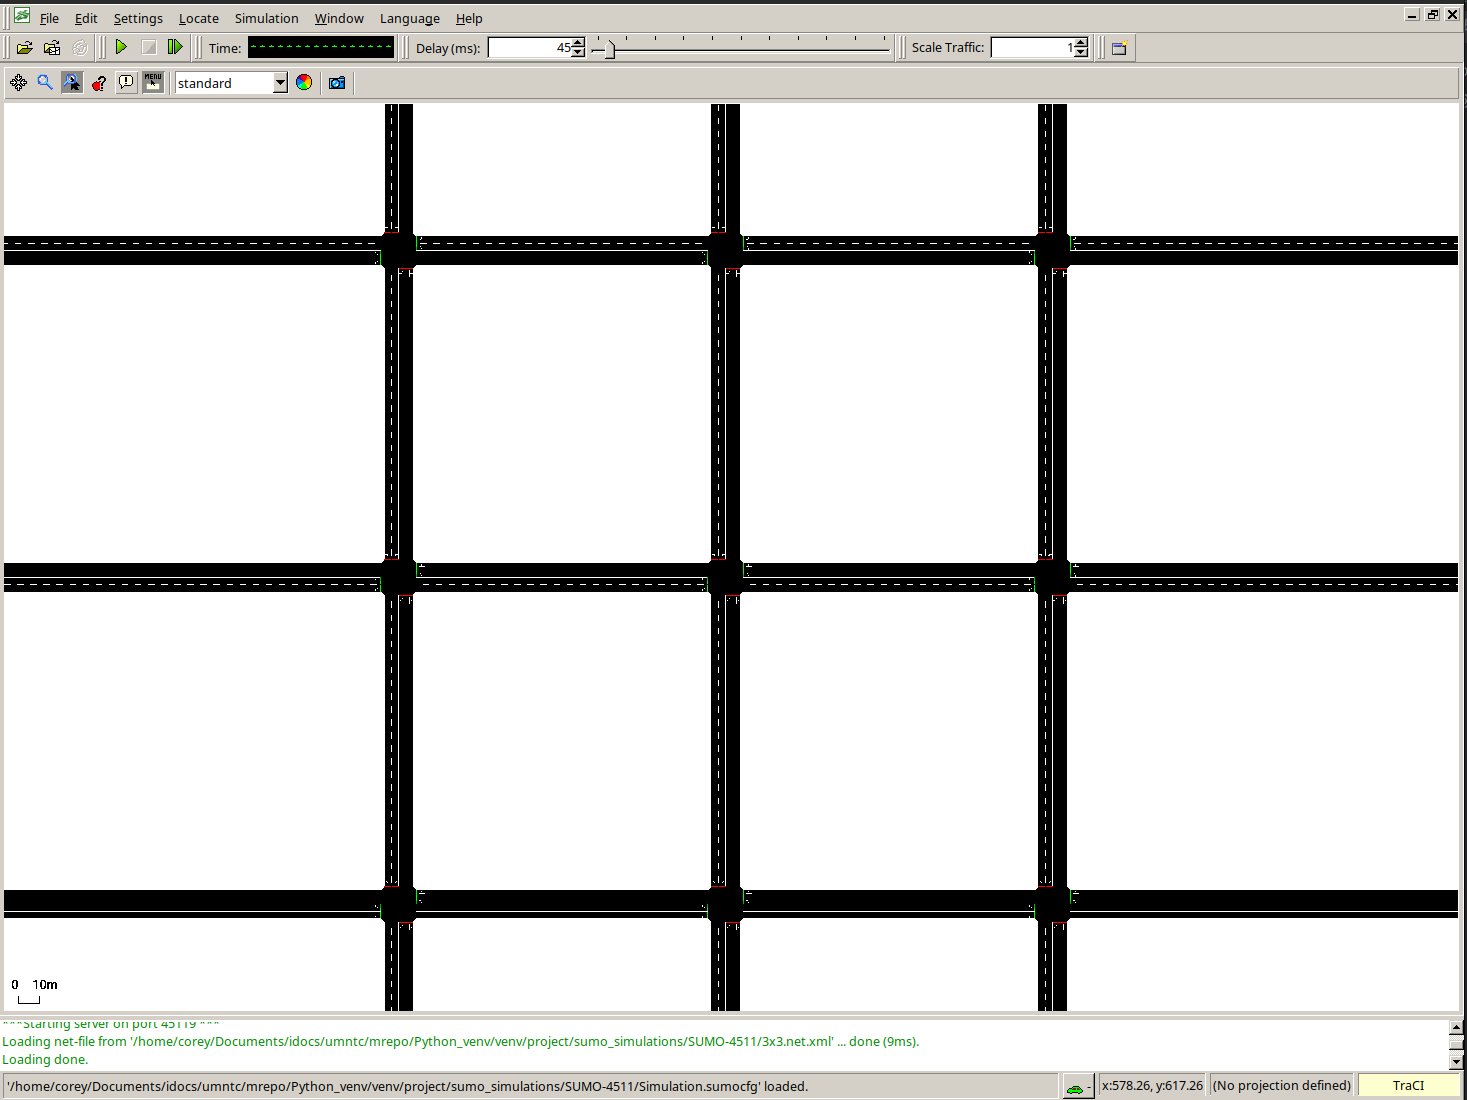 File Edit Settings Locate Simulation Window Language Help
Time: Delay (ms): 45 Scale Traffic: 1
MENU standard
0 10m
***Starting server on port 45119 ***
Loading net-file from '/home/corey/Documents/idocs/umntc/mrepo/Python_venv/venv/project/sumo_simulations/SUMO-4511/3x3.net.xml' ... done (9ms).
Loading done.
'/home/corey/Documents/idocs/umntc/mrepo/Python_venv/venv/project/sumo_simulations/SUMO-4511/Simulation.sumocfg' loaded. - x:578.26, y:617.26 (No projection defined) TraCI